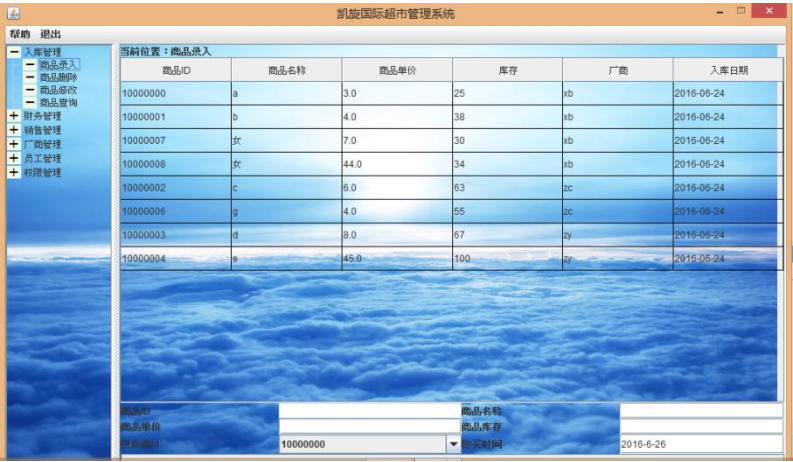 凯旋国际超市管理系统
帮助 退出
入库管理
商品录入
商品删除
商品修改
商品查询
财务管理
销售管理
厂商管理
员工管理
权限管理
当前位置：商品录入
商品ID 商品名称 商品单价 库存 厂商 入库日期
10000000 a 3.0 25 xb 2016-06-24
10000001 b 4.0 38 xb 2016-06-24
10000007 女 7.0 30 xb 2016-06-24
10000008 女 44.0 34 xb 2016-06-24
10000002 c 6.0 63 zc 2016-06-24
10000006 g 4.0 55 zc 2016-06-24
10000003 d 8.0 67 zy 2016-06-24
10000004 e 45.0 100 zy 2016-06-24
商品ID 商品名称
商品单价 商品库存
10000000 购买时间 2016-6-26